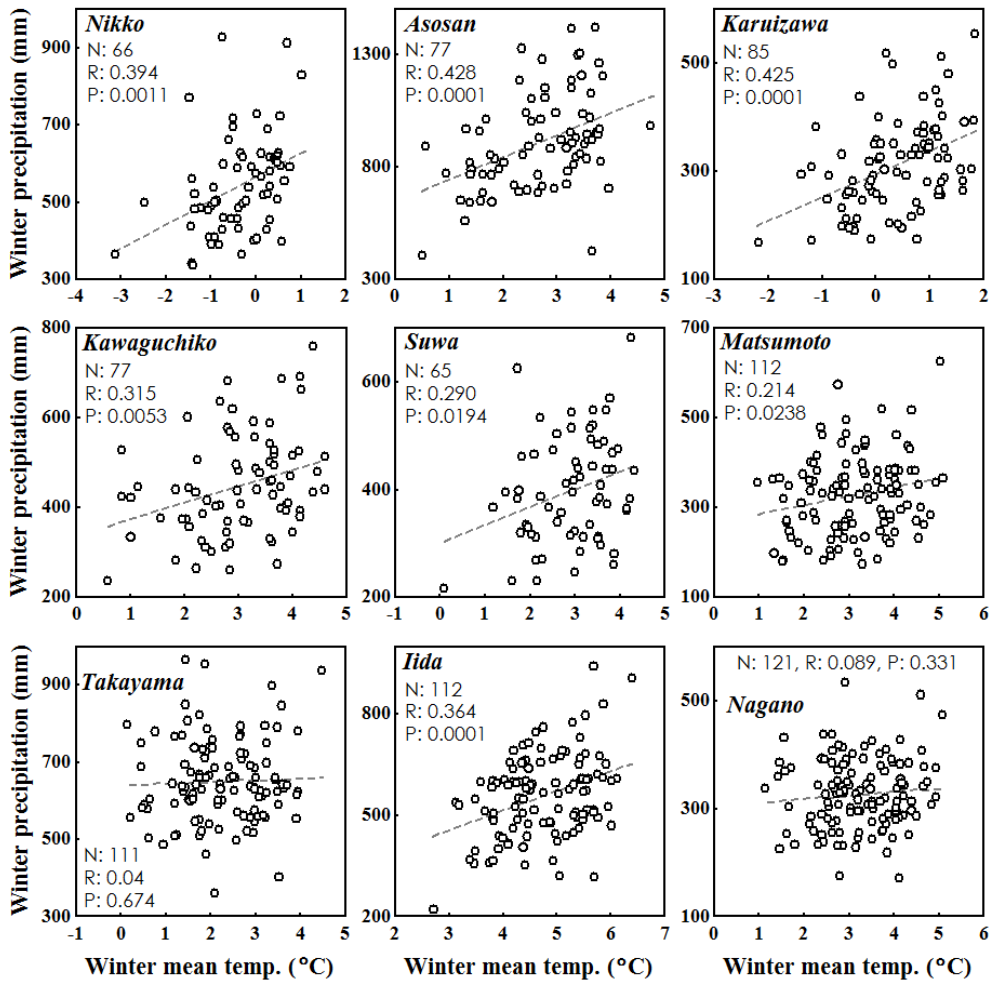 Winter precipitation (mm)
900
700
500
300
Nikko
N: 66
R: 0.394
P: 0.0011
-4 -3 -2 -1 0 1 2
1300
800
300
Asosan
N: 77
R: 0.428
P: 0.0001
0 1 2 3 4 5
500
300
100
Karuizawa
N: 85
R: 0.425
P: 0.0001
-3 -2 -1 0 1 2
Winter precipitation (mm)
800
600
400
200
Kawaguchiko
N: 77
R: 0.315
P: 0.0053
0 1 2 3 4 5
600
400
200
Suwa
N: 65
R: 0.290
P: 0.0194
-1 0 1 2 3 4 5
700
500
300
100
Matsumoto
N: 112
R: 0.214
P: 0.0238
0 1 2 3 4 5 6
Winter precipitation (mm)
900
700
500
300
Takayama
N: 111
R: 0.04
P: 0.674
-1 0 1 2 3 4 5
Winter mean temp. (°C)
800
500
200
Iida
N: 112
R: 0.364
P: 0.0001
2 3 4 5 6 7
Winter mean temp. (°C)
500
300
100
N: 121, R: 0.089, P: 0.331
Nagano
0 1 2 3 4 5 6
Winter mean temp. (°C)